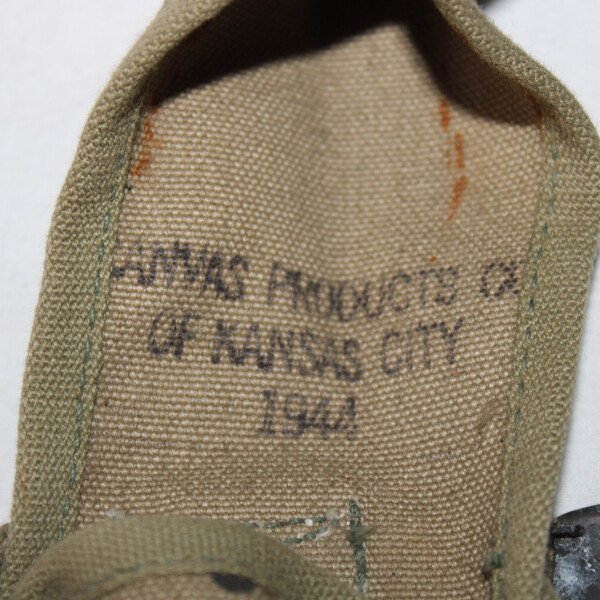 CANVAS PRODUCTS CO
OF KANSAS CITY
1944